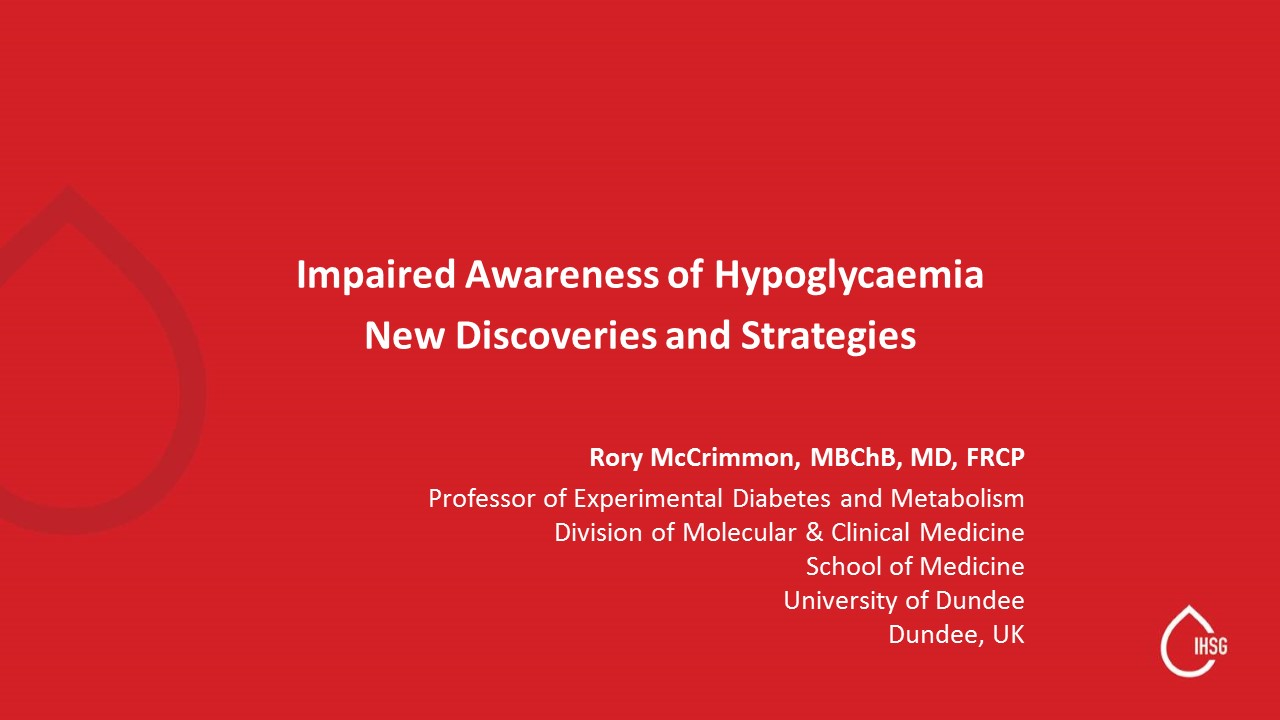 Impaired Awareness of Hypoglycaemia
New Discoveries and Strategies
Rory McCrimmon, MBChB, MD, FRCP
Professor of Experimental Diabetes and Metabolism
Division of Molecular & Clinical Medicine
School of Medicine
University of Dundee
Dundee, UK
IHSG